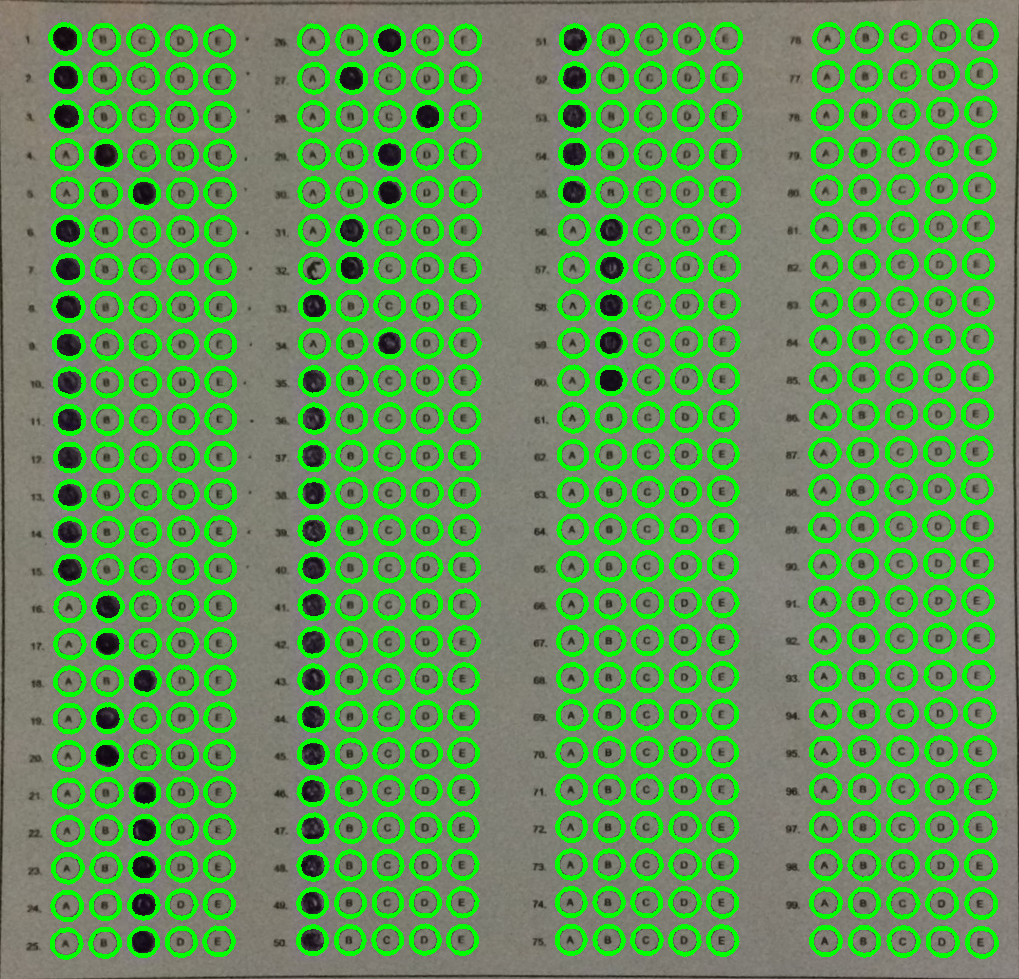 1. B C D E
2. B C D E
3. B C D E
4. A C D E
5. A B D E
6. B C D E
7. B C D E
8. B C D E
9. B C D E
10. B C D E
11. B C D E
12. B C D E
13. B C D E
14. B C D E
15. B C D E
16. A C D E
17. A C D E
18. A B D E
19. A C D E
20. A C D E
21. A B D E
22. A B D E
23. A B D E
24. A B D E
25. A B D E
26. A B D E
27. A C D E
28. A B C E
29. A B D E
30. A B D E
31. A C D E
32. C D E
33. B C D E
34. A B D E
35. B C D E
36. B C D E
37. B C D E
38. B C D E
39. B C D E
40. B C D E
41. B C D E
42. B C D E
43. B C D E
44. B C D E
45. B C D E
46. B C D E
47. B C D E
48. B C D E
49. B C D E
50. B C D E
51. B C D E
52. B C D E
53. B C D E
54. B C D E
55. B C D E
56. A C D E
57. A C D E
58. A C D E
59. A C D E
60. A C D E
61. A B C D E
62. A B C D E
63. A B C D E
64. A B C D E
65. A B C D E
66. A B C D E
67. A B C D E
68. A B C D E
69. A B C D E
70. A B C D E
71. A B C D E
72. A B C D E
73. A B C D E
74. A B C D E
75. A B C D E
76. A B C D E
77. A B C D E
78. A B C D E
79. A B C D E
80. A B C D E
81. A B C D E
82. A B C D E
83. A B C D E
84. A B C D E
85. A B C D E
86. A B C D E
87. A B C D E
88. A B C D E
89. A B C D E
90. A B C D E
91. A B C D E
92. A B C D E
93. A B C D E
94. A B C D E
95. A B C D E
96. A B C D E
97. A B C D E
98. A B C D E
99. A B C D E
A B C D E